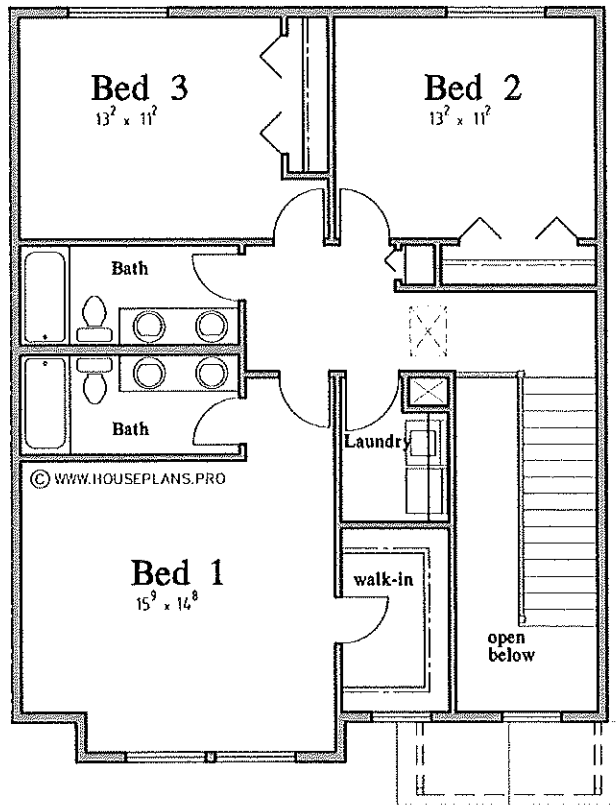 Bed 3
13² x 11²
Bed 2
13² x 11²
Bath
Bath
Laundry
© WWW.HOUSEPLANS.PRO
Bed 1
15⁹ x 14⁸
walk-in
open
below